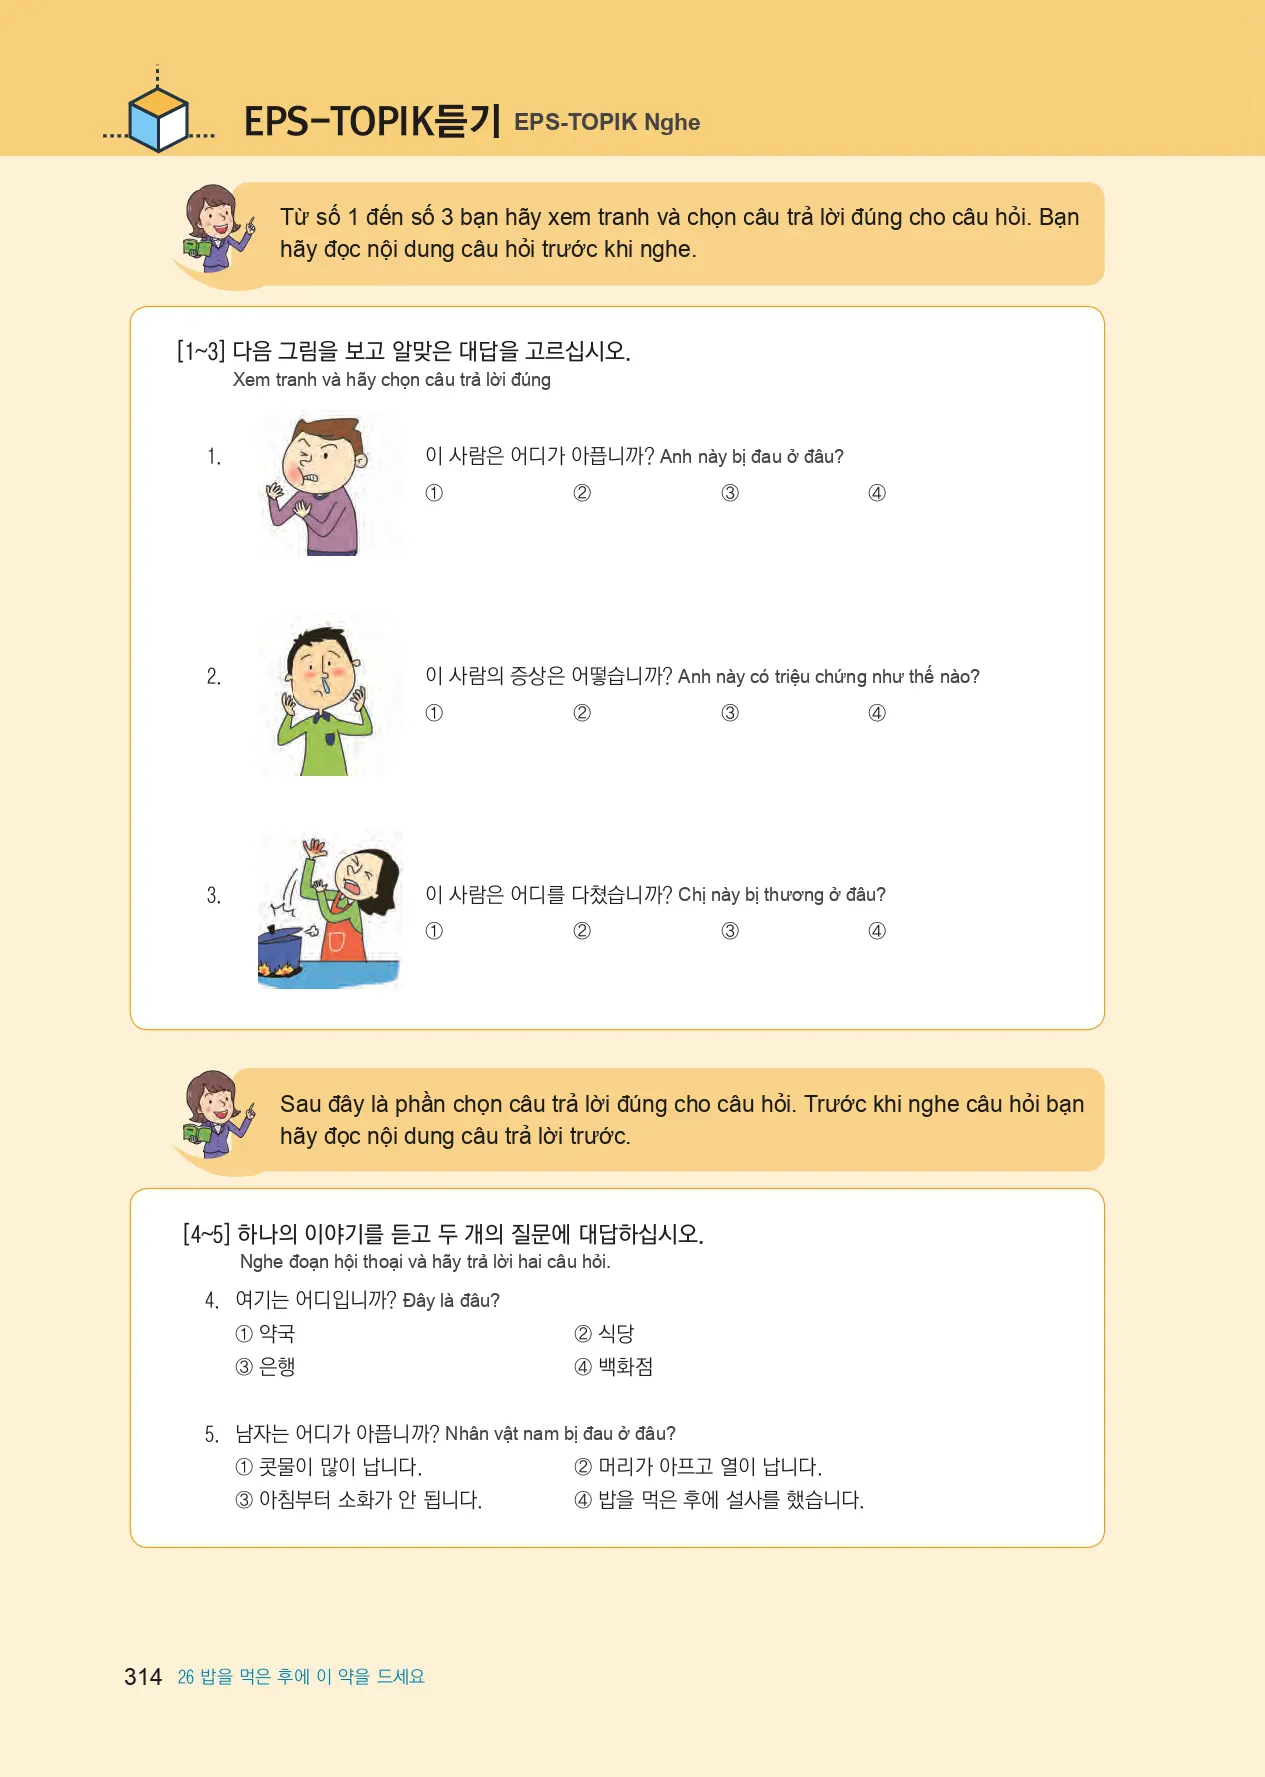 EPS-TOPIK듣기 EPS-TOPIK Nghe
Từ số 1 đến số 3 bạn hãy xem tranh và chọn câu trả lời đúng cho câu hỏi. Bạn
hãy đọc nội dung câu hỏi trước khi nghe.
[1~3] 다음 그림을 보고 알맞은 대답을 고르십시오.
Xem tranh và hãy chọn câu trả lời đúng
1. 이 사람은 어디가 아픕니까? Anh này bị đau ở đâu?
① ② ③ ④
2. 이 사람의 증상은 어떻습니까? Anh này có triệu chứng như thế nào?
① ② ③ ④
3. 이 사람은 어디를 다쳤습니까? Chị này bị thương ở đâu?
① ② ③ ④
Sau đây là phần chọn câu trả lời đúng cho câu hỏi. Trước khi nghe câu hỏi bạn
hãy đọc nội dung câu trả lời trước.
[4~5] 하나의 이야기를 듣고 두 개의 질문에 대답하십시오.
Nghe đoạn hội thoại và hãy trả lời hai câu hỏi.
4. 여기는 어디입니까? Đây là đâu?
① 약국 ② 식당
③ 은행 ④ 백화점
5. 남자는 어디가 아픕니까? Nhân vật nam bị đau ở đâu?
① 콧물이 많이 납니다. ② 머리가 아프고 열이 납니다.
③ 아침부터 소화가 안 됩니다. ④ 밥을 먹은 후에 설사를 했습니다.
314 26 밥을 먹은 후에 이 약을 드세요